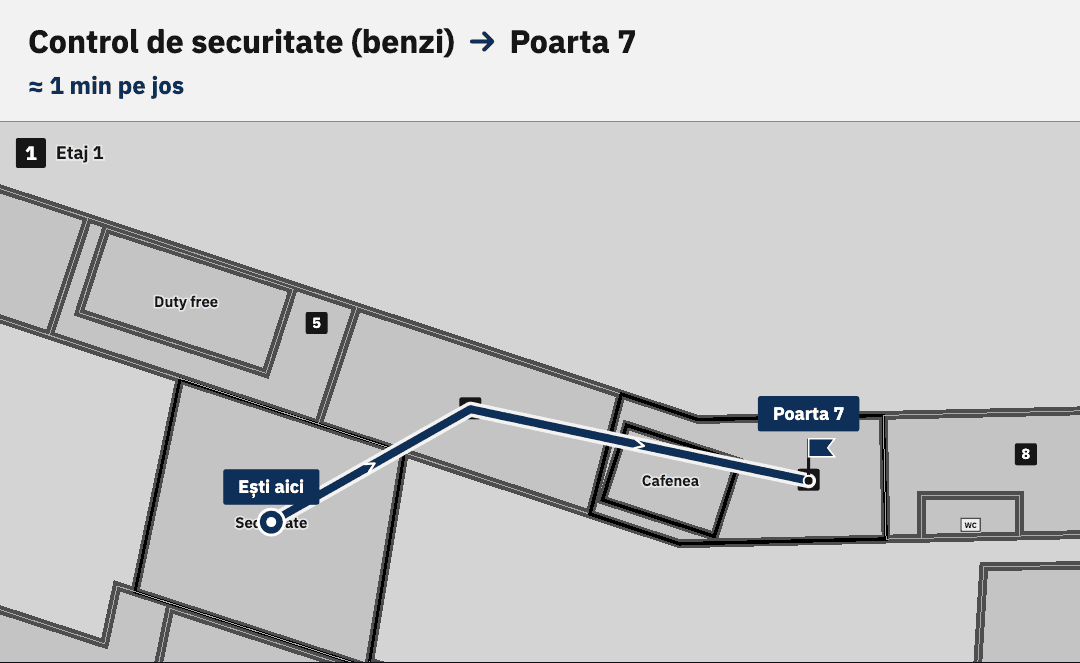 Control de securitate (benzi) → Poarta 7
≈ 1 min pe jos
1 Etaj 1
Duty free
5
Poarta 7
8
Cafenea
Ești aici
WC